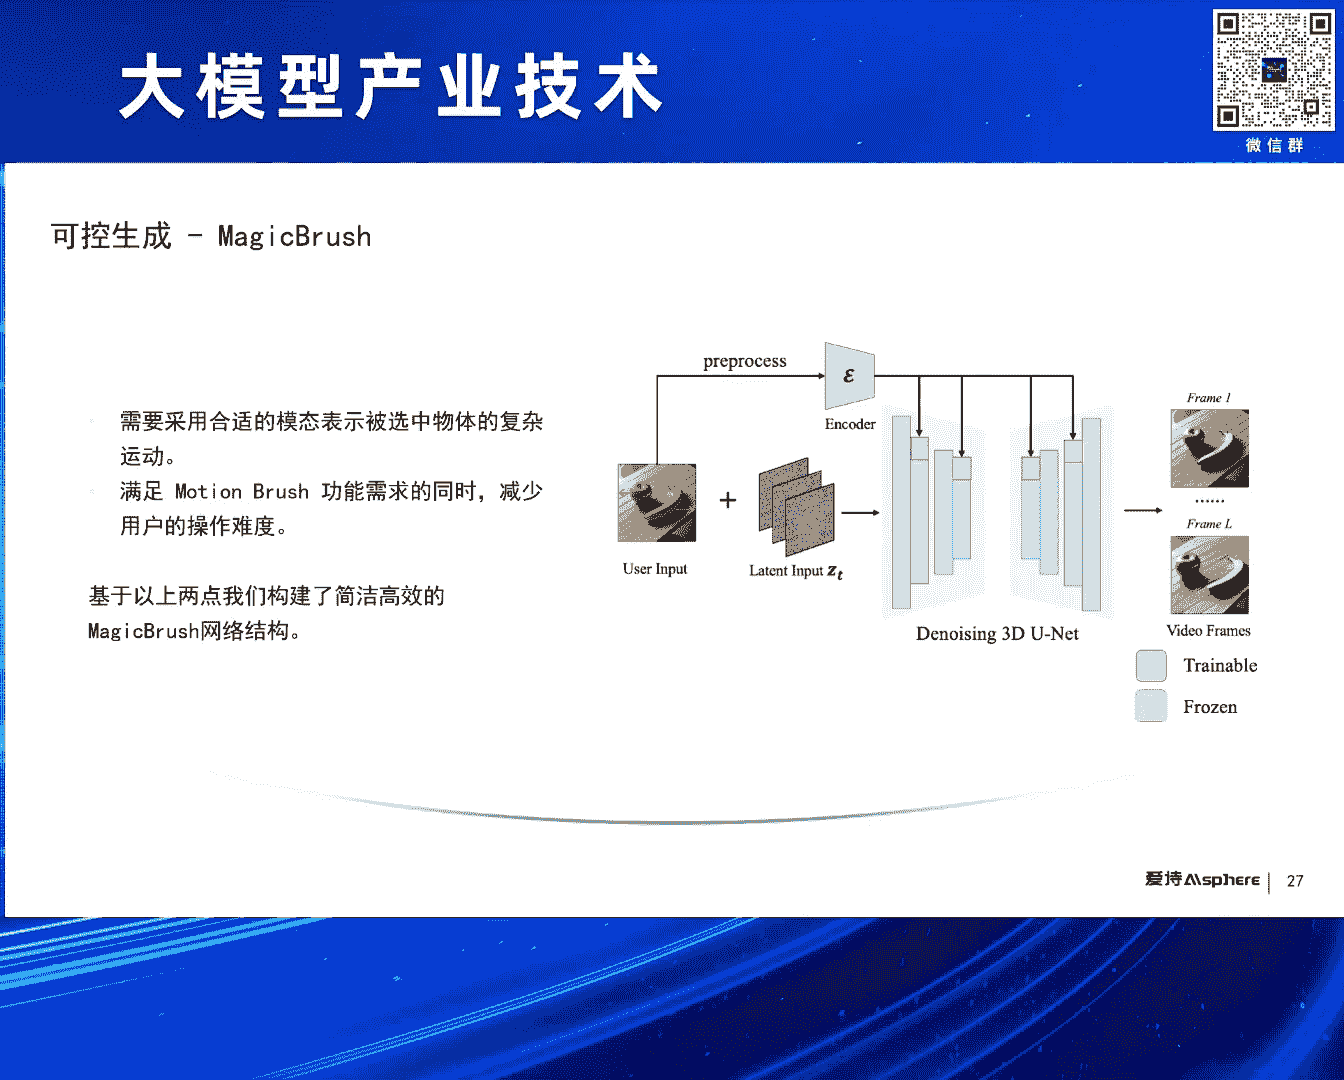 大模型产业技术
微信群
可控生成 - MagicBrush
需要采用合适的模态表示被选中物体的复杂
运动。
满足 Motion Brush 功能需求的同时，减少
用户的操作难度。
基于以上两点我们构建了简洁高效的
MagicBrush网络结构。
preprocess
ε
Encoder
User Input
+
Latent Input z_t
Denoising 3D U-Net
Frame 1
......
Frame L
Video Frames
Trainable
Frozen
爱诗AIsphere
27